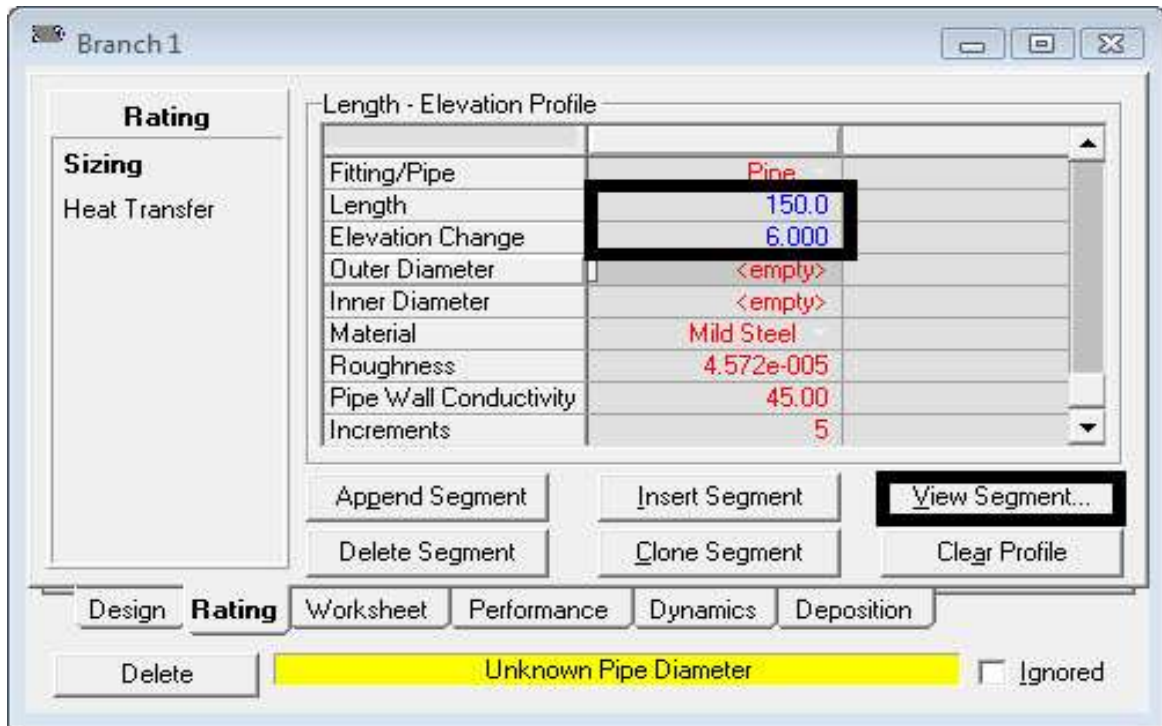 Branch 1
Rating
Sizing
Heat Transfer
Length - Elevation Profile
Fitting/Pipe Pipe
Length 150.0
Elevation Change 6.000
Outer Diameter <empty>
Inner Diameter <empty>
Material Mild Steel
Roughness 4.572e-005
Pipe Wall Conductivity 45.00
Increments 5
Append Segment Insert Segment View Segment...
Delete Segment Clone Segment Clear Profile
Design Rating Worksheet Performance Dynamics Deposition
Delete Unknown Pipe Diameter Ignored